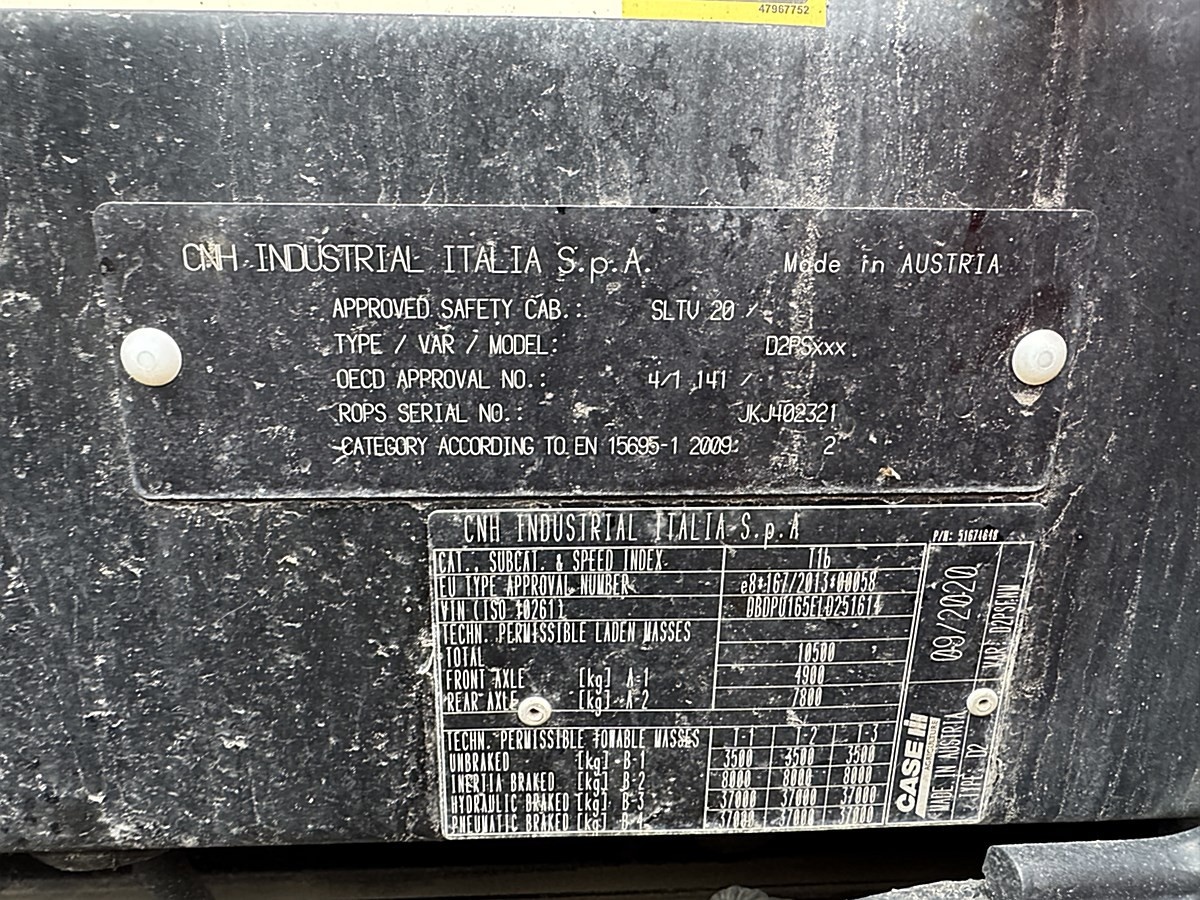 47967752
CNH INDUSTRIAL ITALIA S.p.A.
Made in AUSTRIA
APPROVED SAFETY CAB.: SLTV 20 /
TYPE / VAR / MODEL: D2PSxxx
OECD APPROVAL NO.: 4/1 141 /
ROPS SERIAL NO.: JKJ402321
CATEGORY ACCORDING TO EN 15695-1 2009: 2
CNH INDUSTRIAL ITALIA S.p.A
P/N: 51674648
CAT., SUBCAT. & SPEED INDEX T1b
EU TYPE APPROVAL NUMBER e8*167/2013*00058
VIN (ISO 10261)
TECHN. PERMISSIBLE LADEN MASSES
TOTAL 10500
FRONT AXLE [kg] A-1 4900
REAR AXLE [kg] A-2 7800
TECHN. PERMISSIBLE TOWABLE MASSES T-1 T-2 T-3
UNBRAKED [kg] B-1 3500 3500 3500
INERTIA BRAKED [kg] B-2 8000 8000 8000
HYDRAULIC BRAKED [kg] B-3 37000 37000 37000
PNEUMATIC BRAKED [kg] B-4 37000 37000 37000
09/2020
VAR: D2PSENW
CASE IH
MADE IN AUSTRIA
TYPE D2